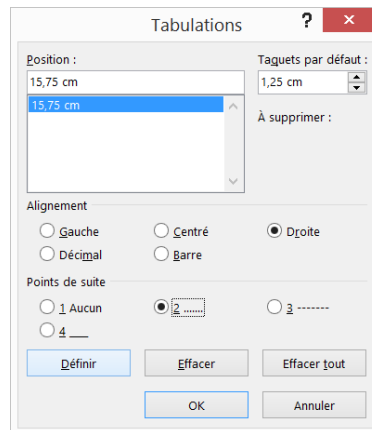 Tabulations ?
Position : Taquets par défaut :
15,75 cm 1,25 cm
15,75 cm
À supprimer :
Alignement
Gauche Centré Droite
Décimal Barre
Points de suite
1 Aucun 2 ....... 3 -------
4 ___
Définir Effacer Effacer tout
OK Annuler